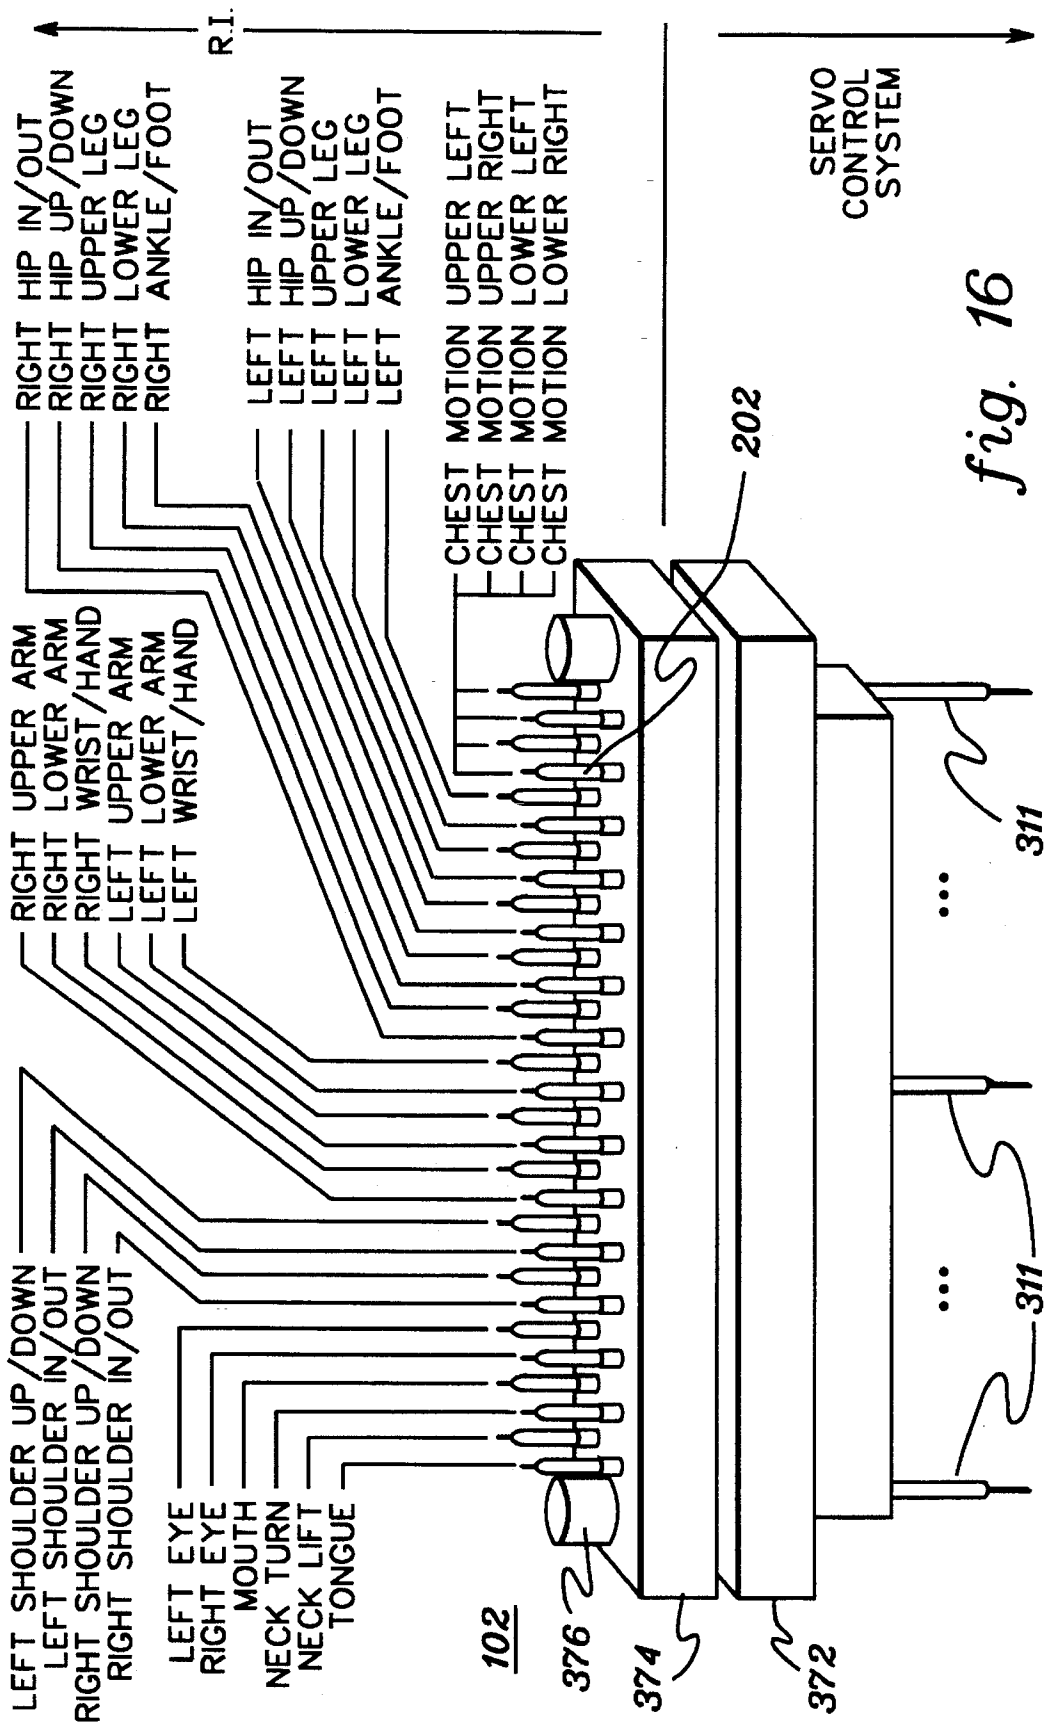 LEFT SHOULDER UP/DOWN
LEFT SHOULDER IN/OUT
RIGHT SHOULDER UP/DOWN
RIGHT SHOULDER IN/OUT
LEFT EYE
RIGHT EYE
MOUTH
NECK TURN
NECK LIFT
TONGUE
RIGHT UPPER ARM
RIGHT LOWER ARM
RIGHT WRIST/HAND
LEFT UPPER ARM
LEFT LOWER ARM
LEFT WRIST/HAND
RIGHT HIP IN/OUT
RIGHT HIP UP/DOWN
RIGHT UPPER LEG
RIGHT LOWER LEG
RIGHT ANKLE/FOOT
LEFT HIP IN/OUT
LEFT HIP UP/DOWN
LEFT UPPER LEG
LEFT LOWER LEG
LEFT ANKLE/FOOT
CHEST MOTION UPPER LEFT
CHEST MOTION UPPER RIGHT
CHEST MOTION LOWER LEFT
CHEST MOTION LOWER RIGHT
R.I.
SERVO
CONTROL
SYSTEM
102
376
374
372
202
311
...
...
311
fig. 16